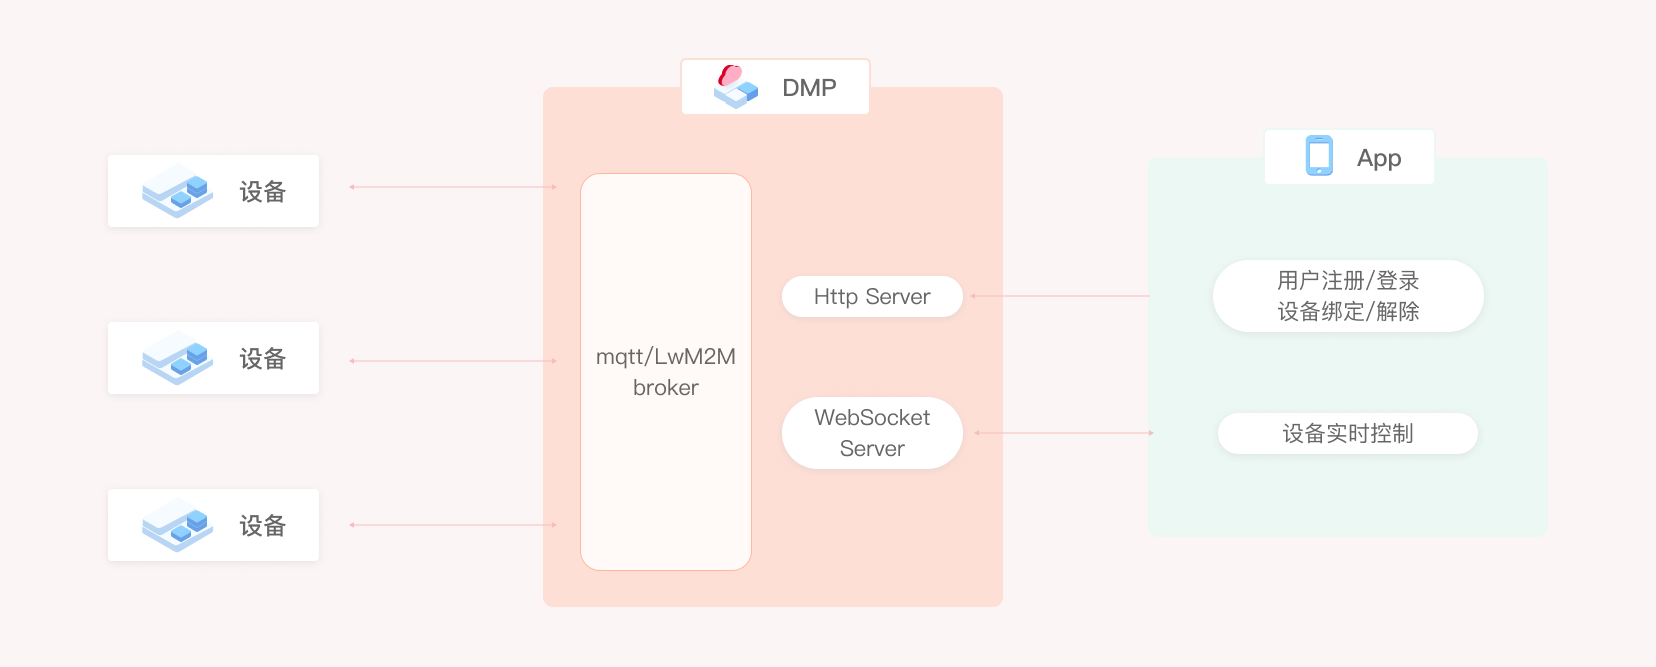 设备
设备
设备
DMP
mqtt/LwM2M
broker
Http Server
WebSocket
Server
App
用户注册/登录
设备绑定/解除
设备实时控制